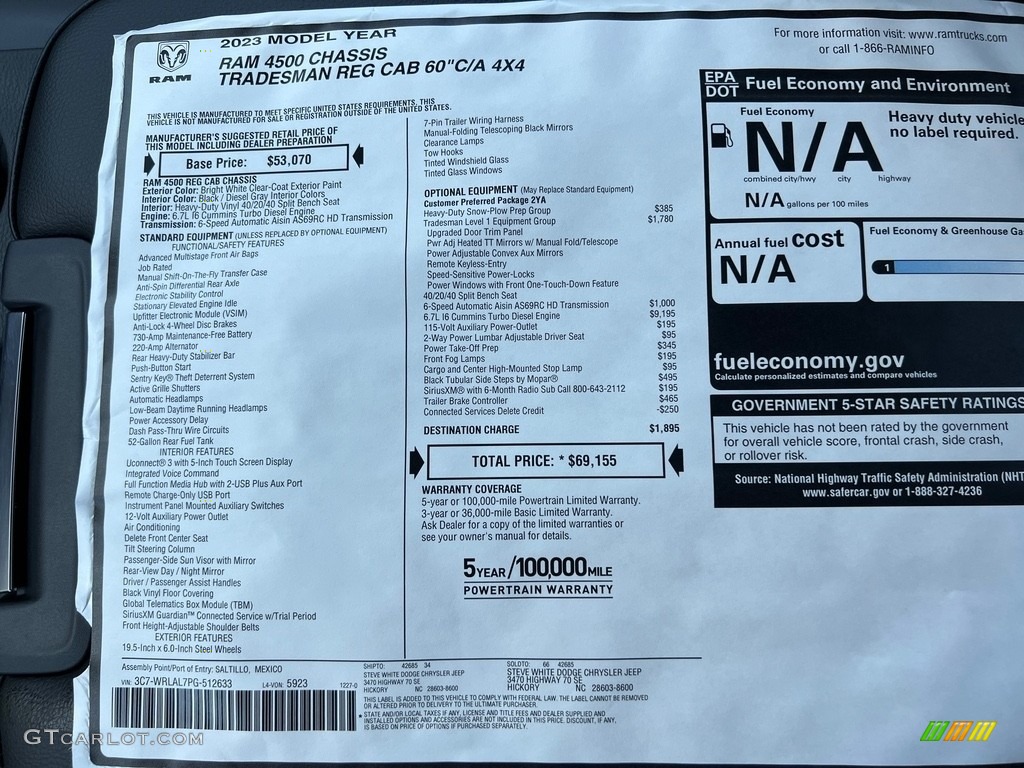 RAM
2023 MODEL YEAR
RAM 4500 CHASSIS
TRADESMAN REG CAB 60"C/A 4X4
THIS VEHICLE IS MANUFACTURED TO MEET SPECIFIC UNITED STATES REQUIREMENTS. THIS
VEHICLE IS NOT MANUFACTURED FOR SALE OR REGISTRATION OUTSIDE OF THE UNITED STATES.
MANUFACTURER'S SUGGESTED RETAIL PRICE OF
THIS MODEL INCLUDING DEALER PREPARATION
Base Price: $53,070
RAM 4500 REG CAB CHASSIS
Exterior Color: Bright White Clear-Coat Exterior Paint
Interior Color: Black / Diesel Gray Interior Colors
Interior: Heavy-Duty Vinyl 40/20/40 Split Bench Seat
Engine: 6.7L I6 Cummins Turbo Diesel Engine
Transmission: 6-Speed Automatic Aisin AS69RC HD Transmission
STANDARD EQUIPMENT (UNLESS REPLACED BY OPTIONAL EQUIPMENT)
FUNCTIONAL/SAFETY FEATURES
Advanced Multistage Front Air Bags
Job Rated
Manual Shift-On-The-Fly Transfer Case
Anti-Spin Differential Rear Axle
Electronic Stability Control
Stationary Elevated Engine Idle
Upfitter Electronic Module (VSIM)
Anti-Lock 4-Wheel Disc Brakes
730-Amp Maintenance-Free Battery
220-Amp Alternator
Rear Heavy-Duty Stabilizer Bar
Push-Button Start
Sentry Key® Theft Deterrent System
Active Grille Shutters
Automatic Headlamps
Low-Beam Daytime Running Headlamps
Power Accessory Delay
Dash Pass-Thru Wire Circuits
52-Gallon Rear Fuel Tank
INTERIOR FEATURES
Uconnect® 3 with 5-Inch Touch Screen Display
Integrated Voice Command
Full Function Media Hub with 2-USB Plus Aux Port
Remote Charge-Only USB Port
Instrument Panel Mounted Auxiliary Switches
12-Volt Auxiliary Power Outlet
Air Conditioning
Delete Front Center Seat
Tilt Steering Column
Passenger-Side Sun Visor with Mirror
Rear-View Day / Night Mirror
Driver / Passenger Assist Handles
Black Vinyl Floor Covering
Global Telematics Box Module (TBM)
SiriusXM Guardian™ Connected Service w/Trial Period
Front Height-Adjustable Shoulder Belts
EXTERIOR FEATURES
19.5-Inch x 6.0-Inch Steel Wheels
7-Pin Trailer Wiring Harness
Manual-Folding Telescoping Black Mirrors
Clearance Lamps
Tow Hooks
Tinted Windshield Glass
Tinted Glass Windows
OPTIONAL EQUIPMENT (May Replace Standard Equipment)
Customer Preferred Package 2YA
Heavy-Duty Snow-Plow Prep Group $385
Tradesman Level 1 Equipment Group $1,780
Upgraded Door Trim Panel
Pwr Adj Heated TT Mirrors w/ Manual Fold/Telescope
Power Adjustable Convex Aux Mirrors
Remote Keyless-Entry
Speed-Sensitive Power-Locks
Power Windows with Front One-Touch-Down Feature
40/20/40 Split Bench Seat
6-Speed Automatic Aisin AS69RC HD Transmission $1,000
6.7L I6 Cummins Turbo Diesel Engine $9,195
115-Volt Auxiliary Power-Outlet $195
2-Way Power Lumbar Adjustable Driver Seat $95
Power Take-Off Prep $345
Front Fog Lamps $195
Cargo and Center High-Mounted Stop Lamp $95
Black Tubular Side Steps by Mopar® $495
SiriusXM® with 6-Month Radio Sub Call 800-643-2112 $195
Trailer Brake Controller $465
Connected Services Delete Credit -$250
DESTINATION CHARGE $1,895
TOTAL PRICE: * $69,155
WARRANTY COVERAGE
5-year or 100,000-mile Powertrain Limited Warranty.
3-year or 36,000-mile Basic Limited Warranty.
Ask Dealer for a copy of the limited warranties or
see your owner's manual for details.
5 YEAR/100,000 MILE
POWERTRAIN WARRANTY
For more information visit: www.ramtrucks.com
or call 1-866-RAMINFO
EPA
DOT Fuel Economy and Environment
Fuel Economy
N/A
combined city/hwy city highway
N/A gallons per 100 miles
Heavy duty vehicle
no label required.
Annual fuel cost
N/A
Fuel Economy & Greenhouse Gas
1
fueleconomy.gov
Calculate personalized estimates and compare vehicles
GOVERNMENT 5-STAR SAFETY RATINGS
This vehicle has not been rated by the government
for overall vehicle score, frontal crash, side crash,
or rollover risk.
Source: National Highway Traffic Safety Administration (NHT
www.safercar.gov or 1-888-327-4236
Assembly Point/Port of Entry: SALTILLO, MEXICO
VIN: 3C7-WRLAL7PG-512633 L4-VON: 5923 1227-0
SHIPTO: 42685 34
STEVE WHITE DODGE CHRYSLER JEEP
3470 HIGHWAY 70 SE
HICKORY NC 28603-8600
SOLDTO: 66 42685
STEVE WHITE DODGE CHRYSLER JEEP
3470 HIGHWAY 70 SE
HICKORY NC 28603-8600
THIS LABEL IS ADDED TO THIS VEHICLE TO COMPLY WITH FEDERAL LAW. THE LABEL CANNOT BE REMOVED
OR ALTERED PRIOR TO DELIVERY TO THE ULTIMATE PURCHASER.
* STATE AND/OR LOCAL TAXES IF ANY, LICENSE AND TITLE FEES AND DEALER SUPPLIED AND
INSTALLED OPTIONS AND ACCESSORIES ARE NOT INCLUDED IN THIS PRICE. DISCOUNT, IF ANY,
IS BASED ON PRICE OF OPTIONS IF PURCHASED SEPARATELY.
GTCARLOT.COM